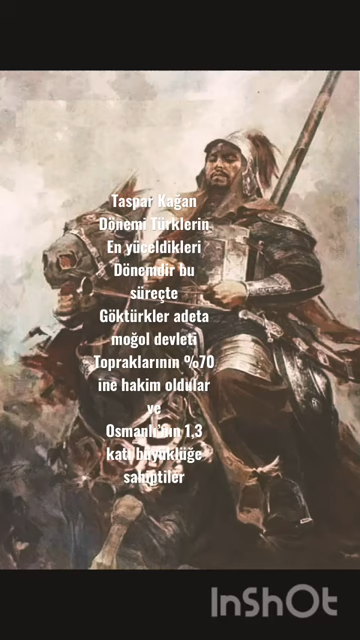 Taspar Kağan
Dönemi Türklerin
En yüceldikleri
Dönemdir bu
süreçte
Göktürkler adeta
moğol devleti
Topraklarının %70
ine hakim oldular
ve
Osmanlı'nın 1,3
katı büyüklüğe
sahiptiler
InShOt